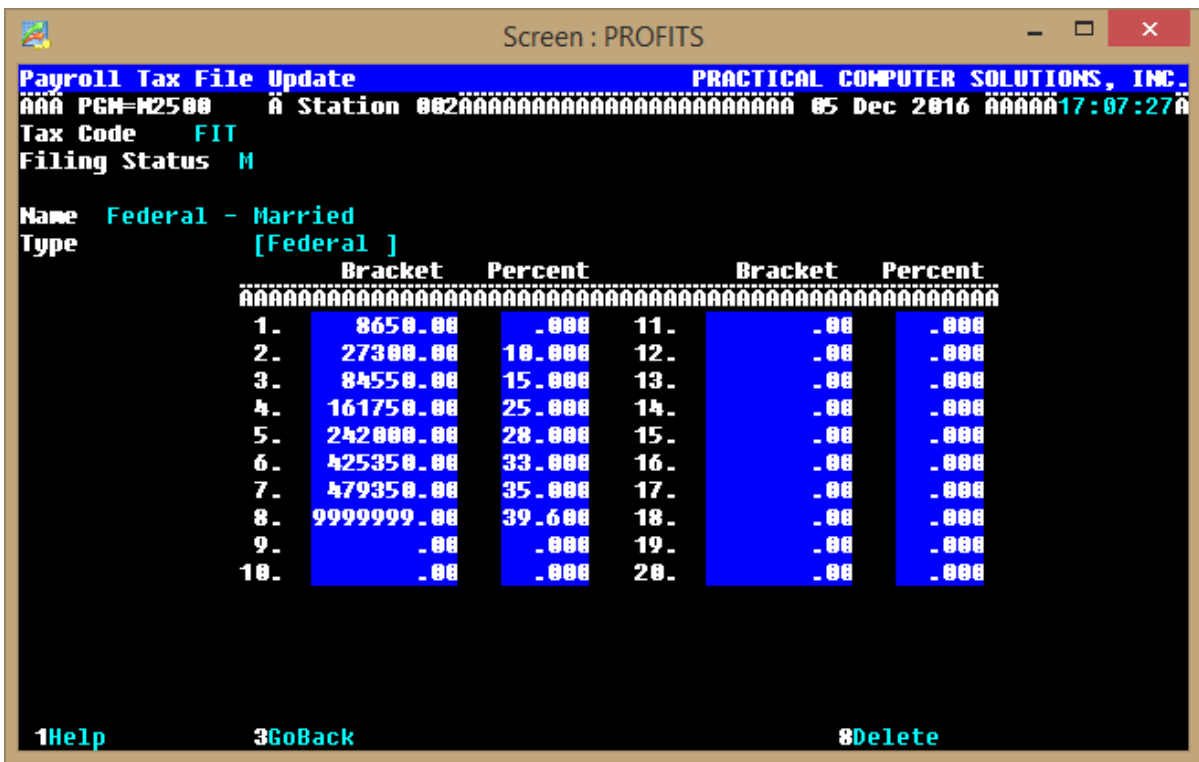 Screen : PROFITS
Payroll Tax File Update PRACTICAL COMPUTER SOLUTIONS, INC.
ÄÄÄ PGM=M2500 Ä Station 002ÄÄÄÄÄÄÄÄÄÄÄÄÄÄÄÄÄÄÄÄÄÄÄ 05 Dec 2016 ÄÄÄÄÄ17:07:27Ä
Tax Code FIT
Filing Status M
Name Federal - Married
Type [Federal ]
Bracket Percent Bracket Percent
ÄÄÄÄÄÄÄÄÄÄÄÄÄÄÄÄÄÄÄÄÄÄÄÄÄÄÄÄÄÄÄÄÄÄÄÄÄÄÄÄÄÄÄÄÄÄÄÄÄÄÄÄ
1. 8650.00 .000 11. .00 .000
2. 27300.00 10.000 12. .00 .000
3. 84550.00 15.000 13. .00 .000
4. 161750.00 25.000 14. .00 .000
5. 242000.00 28.000 15. .00 .000
6. 425350.00 33.000 16. .00 .000
7. 479350.00 35.000 17. .00 .000
8. 9999999.00 39.600 18. .00 .000
9. .00 .000 19. .00 .000
10. .00 .000 20. .00 .000
1Help 3GoBack 8Delete